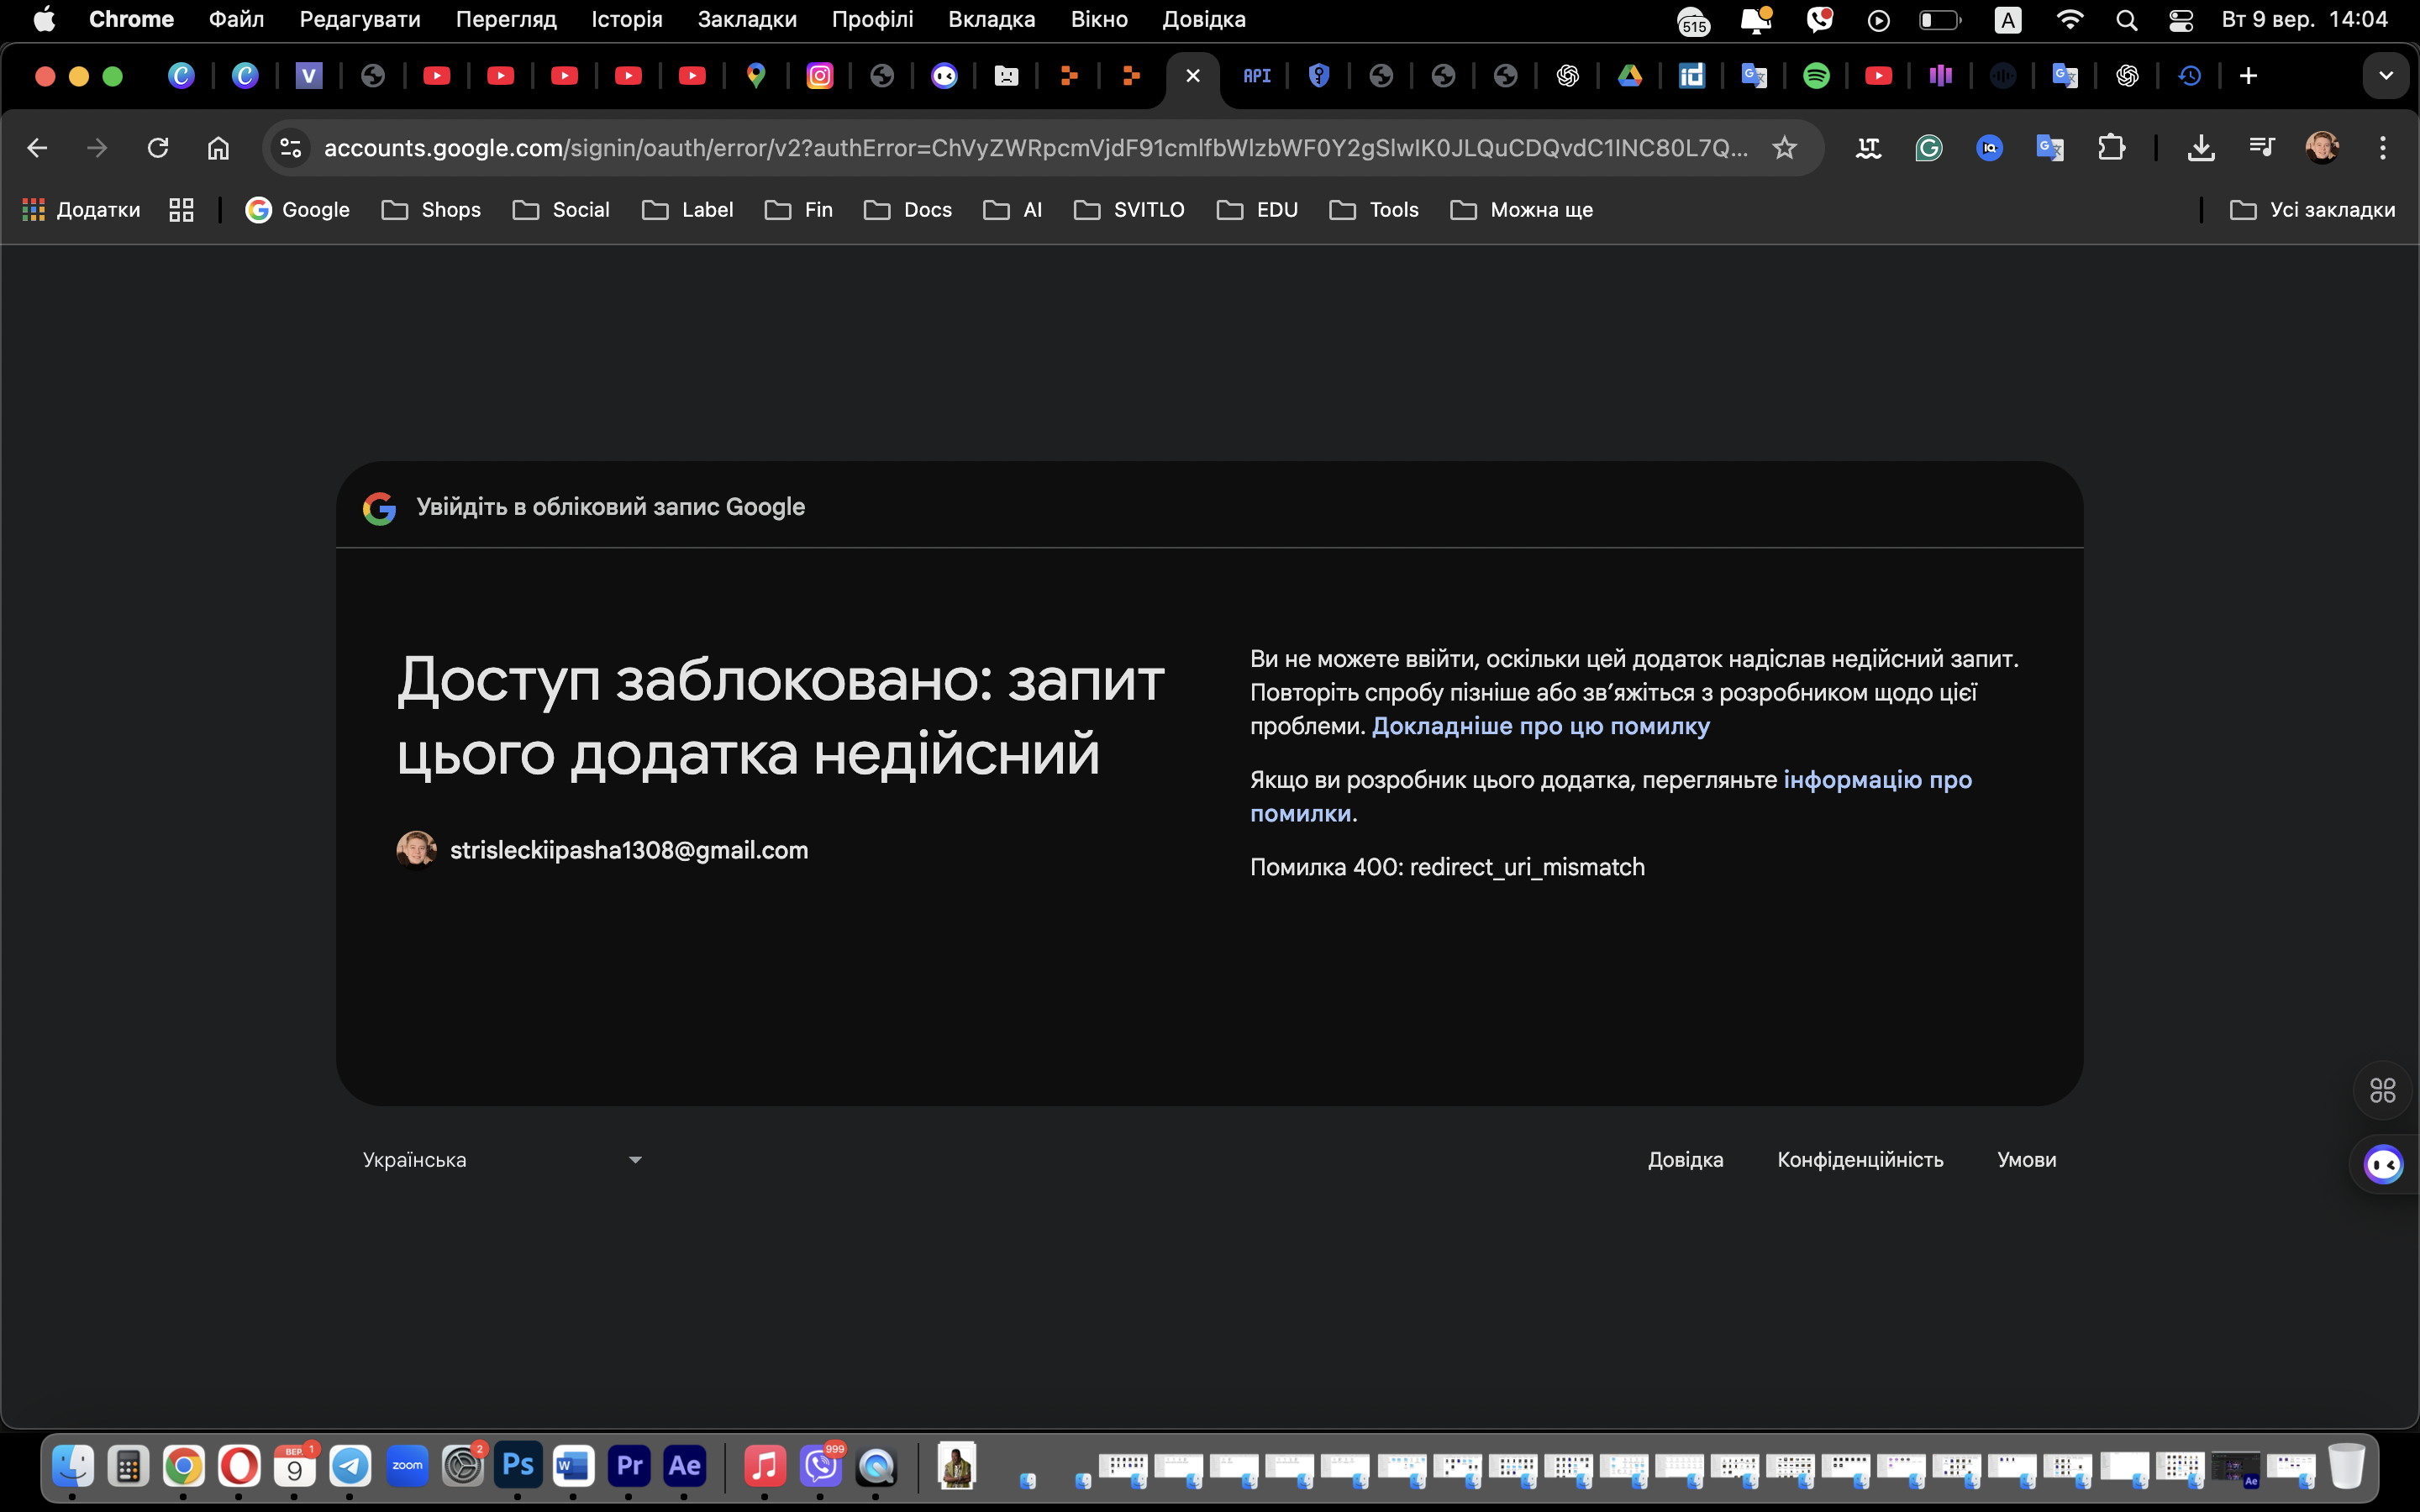 Chrome Файл Редагувати Перегляд Історія Закладки Профілі Вкладка Вікно Довідка 515 A Вт 9 вер. 14:04
V API
accounts.google.com/signin/oauth/error/v2?authError=ChVyZWRpcmVjdF91cmlfbWlzbWF0Y2gSlwIK0JLQuCDQvdC1INC80L7Q...
Додатки Google Shops Social Label Fin Docs AI SVITLO EDU Tools Можна ще Усі закладки
Увійдіть в обліковий запис Google
Доступ заблоковано: запит
цього додатка недійсний
strisleckiipasha1308@gmail.com
Ви не можете ввійти, оскільки цей додаток надіслав недійсний запит.
Повторіть спробу пізніше або зв’яжіться з розробником щодо цієї
проблеми. Докладніше про цю помилку
Якщо ви розробник цього додатка, перегляньте інформацію про
помилки.
Помилка 400: redirect_uri_mismatch
Українська
Довідка Конфіденційність Умови
ВЕР. 9 1 zoom 2 Ps W Pr Ae 999 Ae